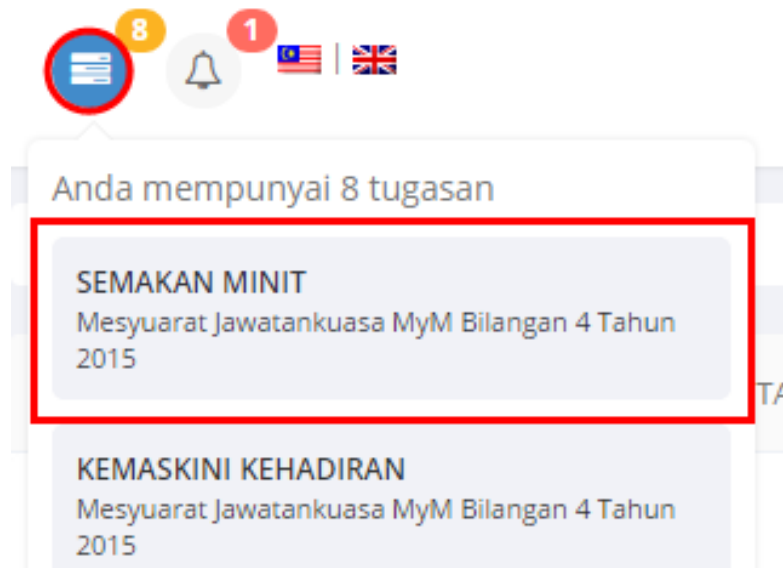 8
1
|
Anda mempunyai 8 tugasan
SEMAKAN MINIT
Mesyuarat Jawatankuasa MyM Bilangan 4 Tahun
2015
TA
KEMASKINI KEHADIRAN
Mesyuarat Jawatankuasa MyM Bilangan 4 Tahun
2015